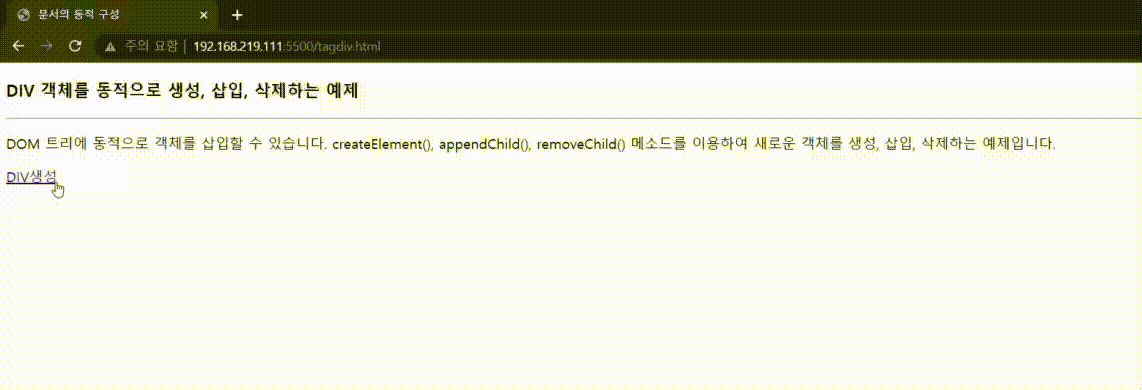 문서의 동적 구성
주의 요함 | 192.168.219.111:5500/tagdiv.html
DIV 객체를 동적으로 생성, 삽입, 삭제하는 예제
DOM 트리에 동적으로 객체를 삽입할 수 있습니다. createElement(), appendChild(), removeChild() 메소드를 이용하여 새로운 객체를 생성, 삽입, 삭제하는 예제입니다.
DIV생성